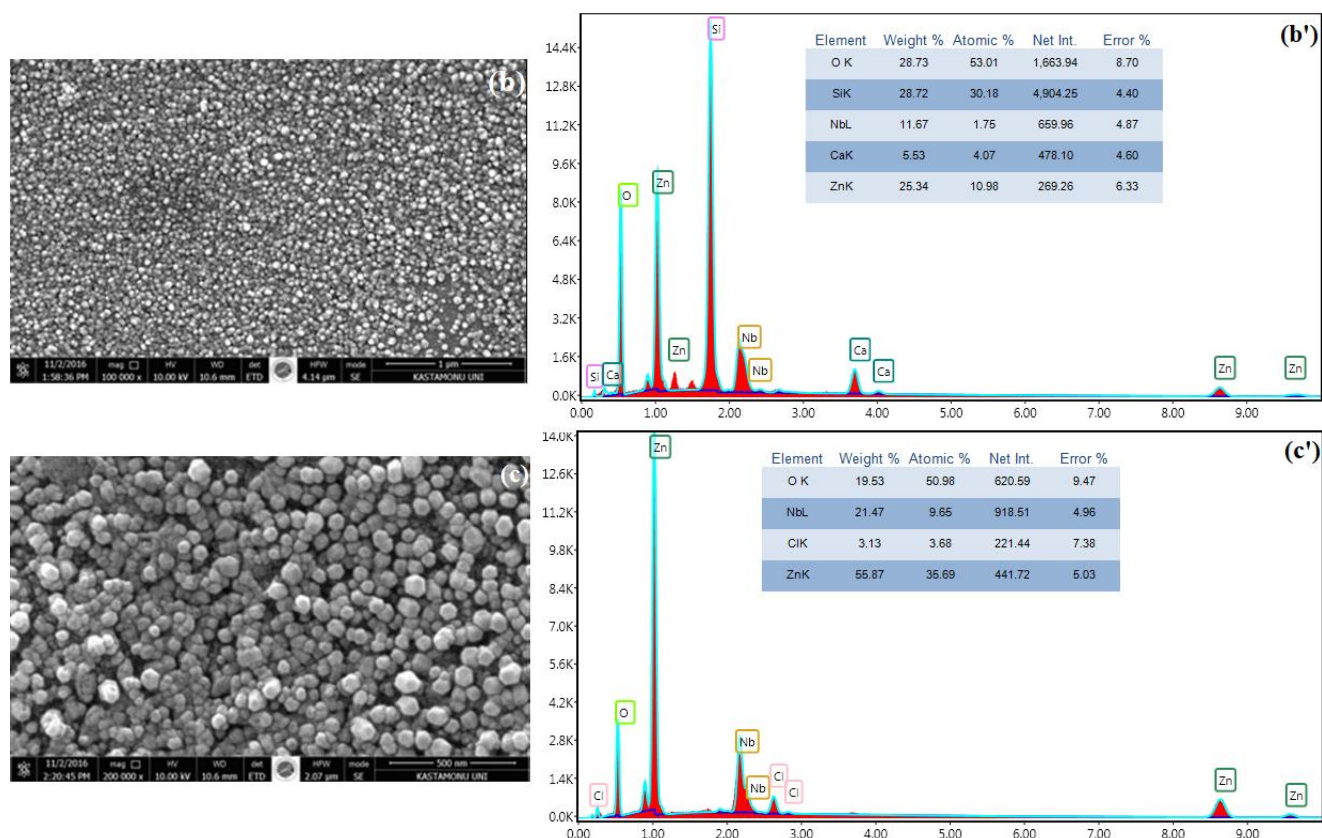 (b)
11/2/2016 mag HV WD det HFW mode 1 µm
1:58:36 PM 100 000 x 10.00 kV 10.6 mm ETD 4.14 µm SE KASTAMONU UNI
(b')
Element Weight % Atomic % Net Int. Error %
O K 28.73 53.01 1,663.94 8.70
SiK 28.72 30.18 4,904.25 4.40
NbL 11.67 1.75 659.96 4.87
CaK 5.53 4.07 478.10 4.60
ZnK 25.34 10.98 269.26 6.33
14.4K
12.8K
11.2K
9.6K
8.0K
6.4K
4.8K
3.2K
1.6K
0.0K
Si
Zn
O
Zn
Nb
Nb
Si
Ca
Ca
Ca
Zn
Zn
0.00 1.00 2.00 3.00 4.00 5.00 6.00 7.00 8.00 9.00
(c)
11/2/2016 mag HV WD det HFW mode 500 nm
2:20:45 PM 200 000 x 10.00 kV 10.6 mm ETD 2.07 µm SE KASTAMONU UNI
(c')
Element Weight % Atomic % Net Int. Error %
O K 19.53 50.98 620.59 9.47
NbL 21.47 9.65 918.51 4.96
ClK 3.13 3.68 221.44 7.38
ZnK 55.87 35.69 441.72 5.03
14.0K
12.6K
11.2K
9.8K
8.4K
7.0K
5.6K
4.2K
2.8K
1.4K
0.0K
Zn
O
Nb
Nb
Cl
Cl
Cl
Zn
Zn
0.00 1.00 2.00 3.00 4.00 5.00 6.00 7.00 8.00 9.00